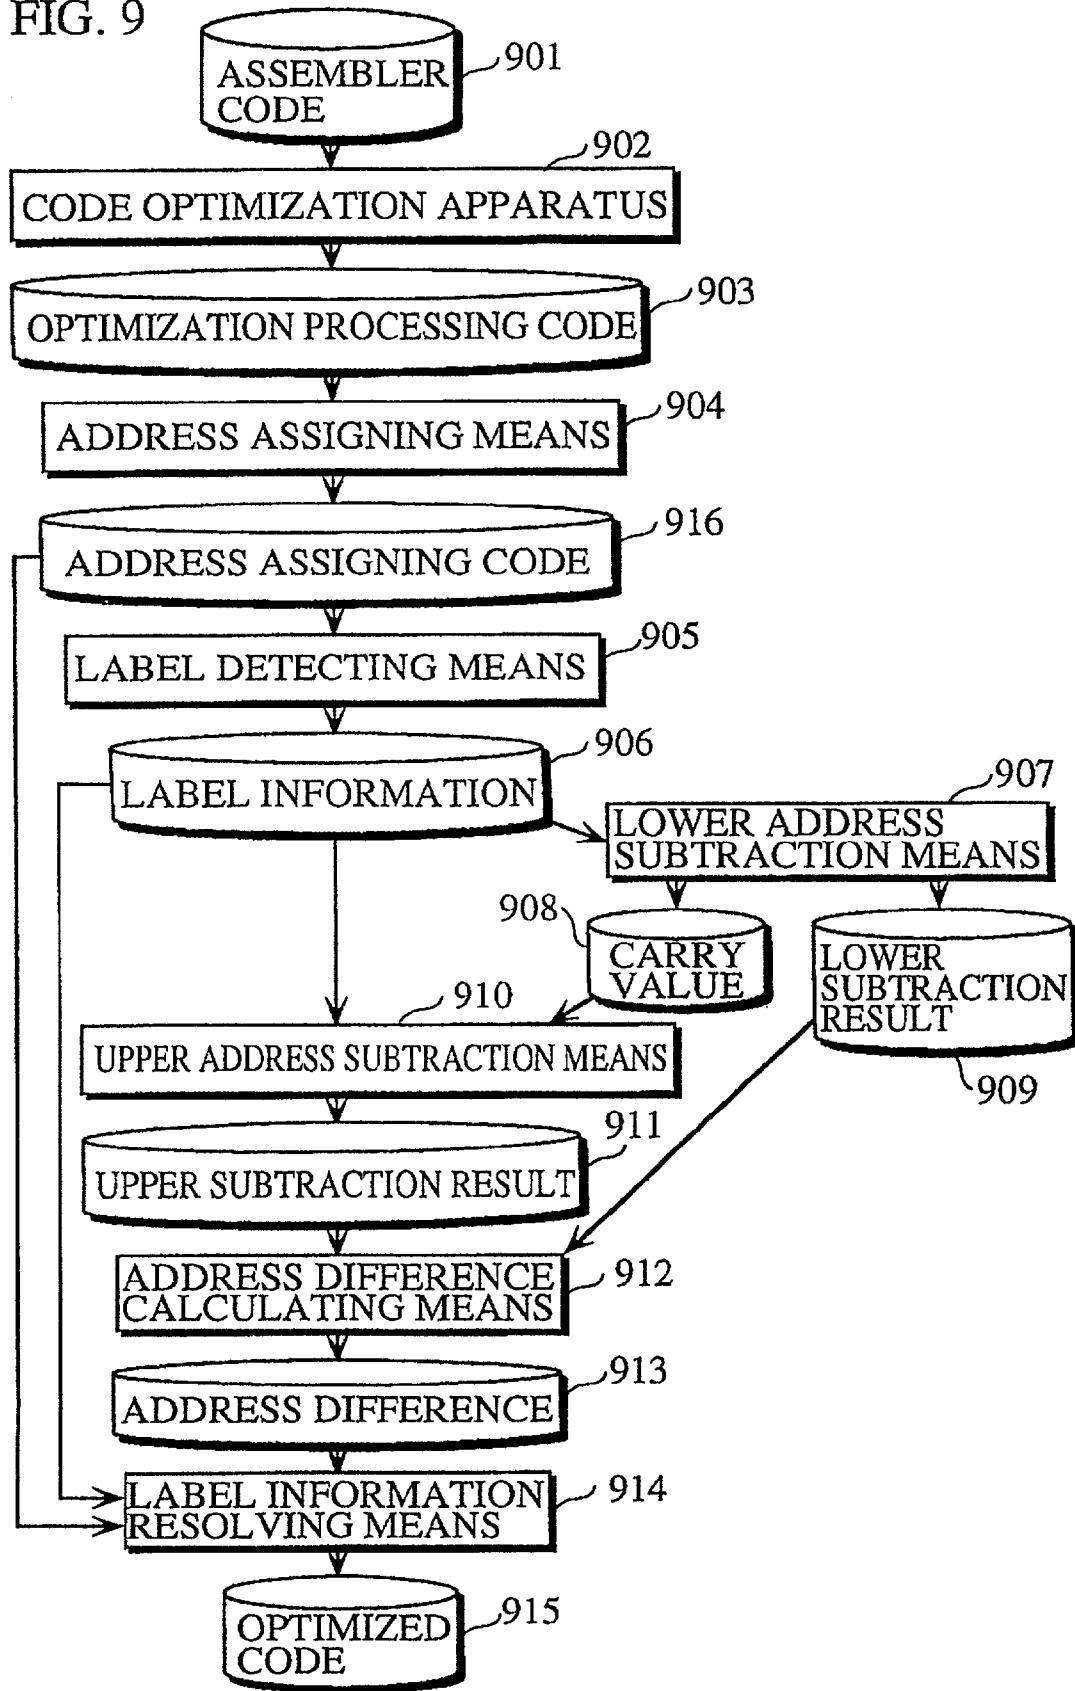 FIG. 9
ASSEMBLER
CODE
901
902
CODE OPTIMIZATION APPARATUS
903
OPTIMIZATION PROCESSING CODE
904
ADDRESS ASSIGNING MEANS
916
ADDRESS ASSIGNING CODE
905
LABEL DETECTING MEANS
906
LABEL INFORMATION
907
LOWER ADDRESS
SUBTRACTION MEANS
908
CARRY
VALUE
LOWER
SUBTRACTION
RESULT
909
910
UPPER ADDRESS SUBTRACTION MEANS
911
UPPER SUBTRACTION RESULT
912
ADDRESS DIFFERENCE
CALCULATING MEANS
913
ADDRESS DIFFERENCE
914
LABEL INFORMATION
RESOLVING MEANS
915
OPTIMIZED
CODE